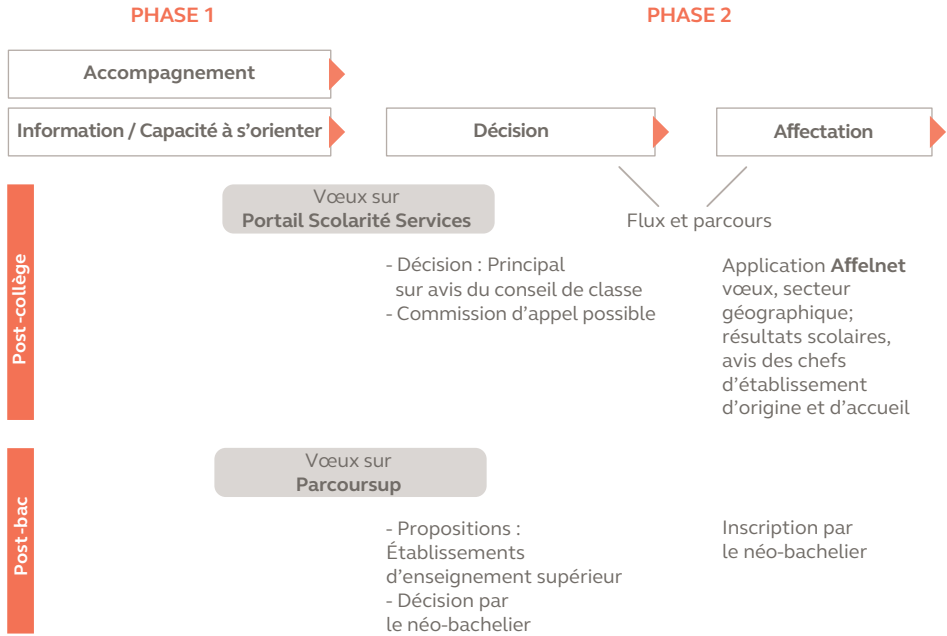 PHASE 1
PHASE 2
Accompagnement
Information / Capacité à s’orienter
Décision
Affectation
Post-collège
Vœux sur
Portail Scolarité Services
Flux et parcours
- Décision : Principal
sur avis du conseil de classe
- Commission d’appel possible
Application Affelnet
vœux, secteur
géographique;
résultats scolaires,
avis des chefs
d’établissement
d’origine et d’accueil
Post-bac
Vœux sur
Parcoursup
- Propositions :
Établissements
d’enseignement supérieur
- Décision par
le néo-bachelier
Inscription par
le néo-bachelier